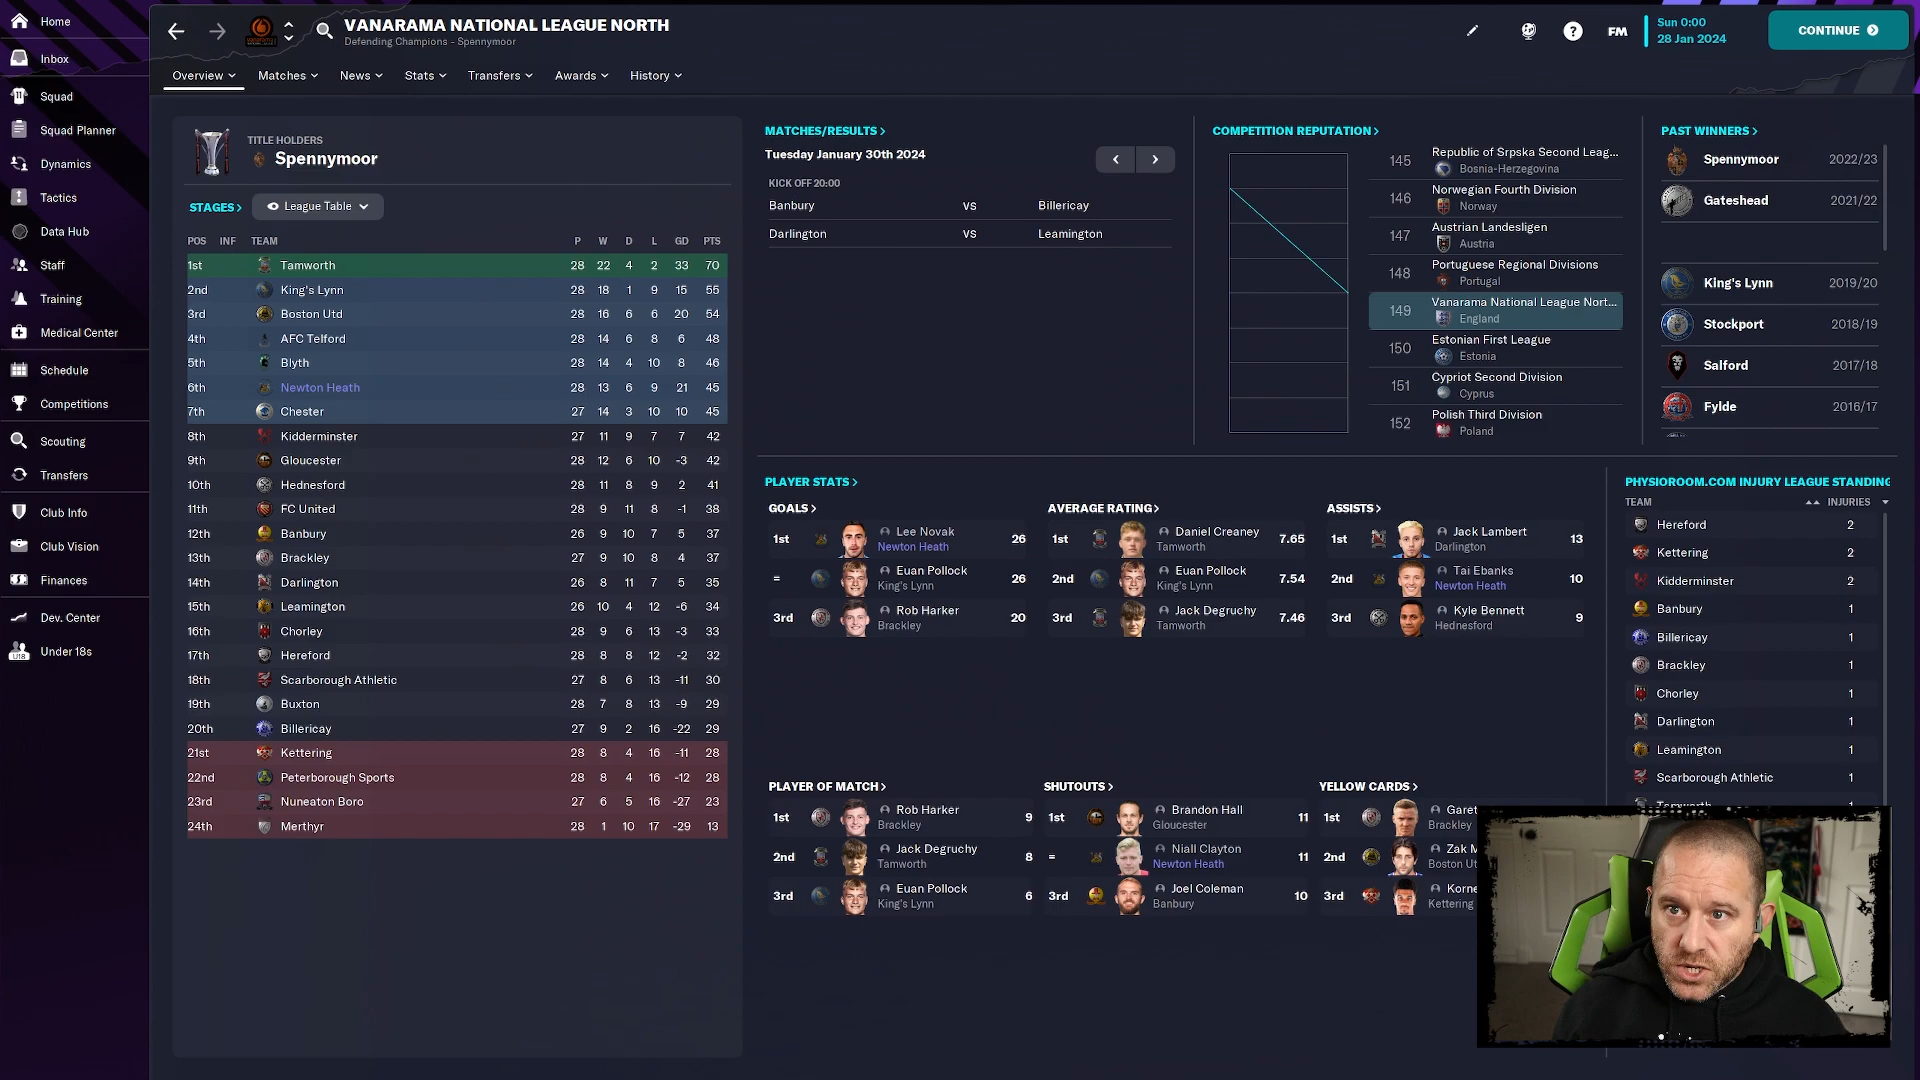 Home
Inbox
Squad
Squad Planner
Dynamics
Tactics
Data Hub
Staff
Training
Medical Center
Schedule
Competitions
Scouting
Transfers
Club Info
Club Vision
Finances
Dev. Center
Under 18s
VANARAMA NATIONAL LEAGUE NORTH
Defending Champions - Spennymoor
FM
Sun 0:00
28 Jan 2024
CONTINUE
Overview Matches News Stats Transfers Awards History
TITLE HOLDERS
Spennymoor
STAGES League Table
POS INF TEAM P W D L GD PTS
1st Tamworth 28 22 4 2 33 70
2nd King's Lynn 28 18 1 9 15 55
3rd Boston Utd 28 16 6 6 20 54
4th AFC Telford 28 14 6 8 6 48
5th Blyth 28 14 4 10 8 46
6th Newton Heath 28 13 6 9 21 45
7th Chester 27 14 3 10 10 45
8th Kidderminster 27 11 9 7 7 42
9th Gloucester 28 12 6 10 -3 42
10th Hednesford 28 11 8 9 2 41
11th FC United 28 9 11 8 -1 38
12th Banbury 26 9 10 7 5 37
13th Brackley 27 9 10 8 4 37
14th Darlington 26 8 11 7 5 35
15th Leamington 26 10 4 12 -6 34
16th Chorley 28 9 6 13 -3 33
17th Hereford 28 8 8 12 -2 32
18th Scarborough Athletic 27 8 6 13 -11 30
19th Buxton 28 7 8 13 -9 29
20th Billericay 27 9 2 16 -22 29
21st Kettering 28 8 4 16 -11 28
22nd Peterborough Sports 28 8 4 16 -12 28
23rd Nuneaton Boro 27 6 5 16 -27 23
24th Merthyr 28 1 10 17 -29 13
MATCHES/RESULTS
Tuesday January 30th 2024
KICK OFF 20:00
Banbury VS Billericay
Darlington VS Leamington
COMPETITION REPUTATION
145 Republic of Srpska Second Leag...
Bosnia-Herzegovina
146 Norwegian Fourth Division
Norway
147 Austrian Landesligen
Austria
148 Portuguese Regional Divisions
Portugal
149 Vanarama National League Nort...
England
150 Estonian First League
Estonia
151 Cypriot Second Division
Cyprus
152 Polish Third Division
Poland
PAST WINNERS
Spennymoor 2022/23
Gateshead 2021/22
King's Lynn 2019/20
Stockport 2018/19
Salford 2017/18
Fylde 2016/17
PLAYER STATS
GOALS
1st Lee Novak 26
Newton Heath
= Euan Pollock 26
King's Lynn
3rd Rob Harker 20
Brackley
AVERAGE RATING
1st Daniel Creaney 7.65
Tamworth
2nd Euan Pollock 7.54
King's Lynn
3rd Jack Degruchy 7.46
Tamworth
ASSISTS
1st Jack Lambert 13
Darlington
2nd Tai Ebanks 10
Newton Heath
3rd Kyle Bennett 9
Hednesford
PLAYER OF MATCH
1st Rob Harker 9
Brackley
2nd Jack Degruchy 8
Tamworth
3rd Euan Pollock 6
King's Lynn
SHUTOUTS
1st Brandon Hall 11
Gloucester
= Niall Clayton 11
Newton Heath
3rd Joel Coleman 10
Banbury
YELLOW CARDS
1st Garet
Brackley
2nd Zak M
Boston Ut
3rd Korne
Kettering
PHYSIOROOM.COM INJURY LEAGUE STANDING
TEAM INJURIES
Hereford 2
Kettering 2
Kidderminster 2
Banbury 1
Billericay 1
Brackley 1
Chorley 1
Darlington 1
Leamington 1
Scarborough Athletic 1
Tamworth 1